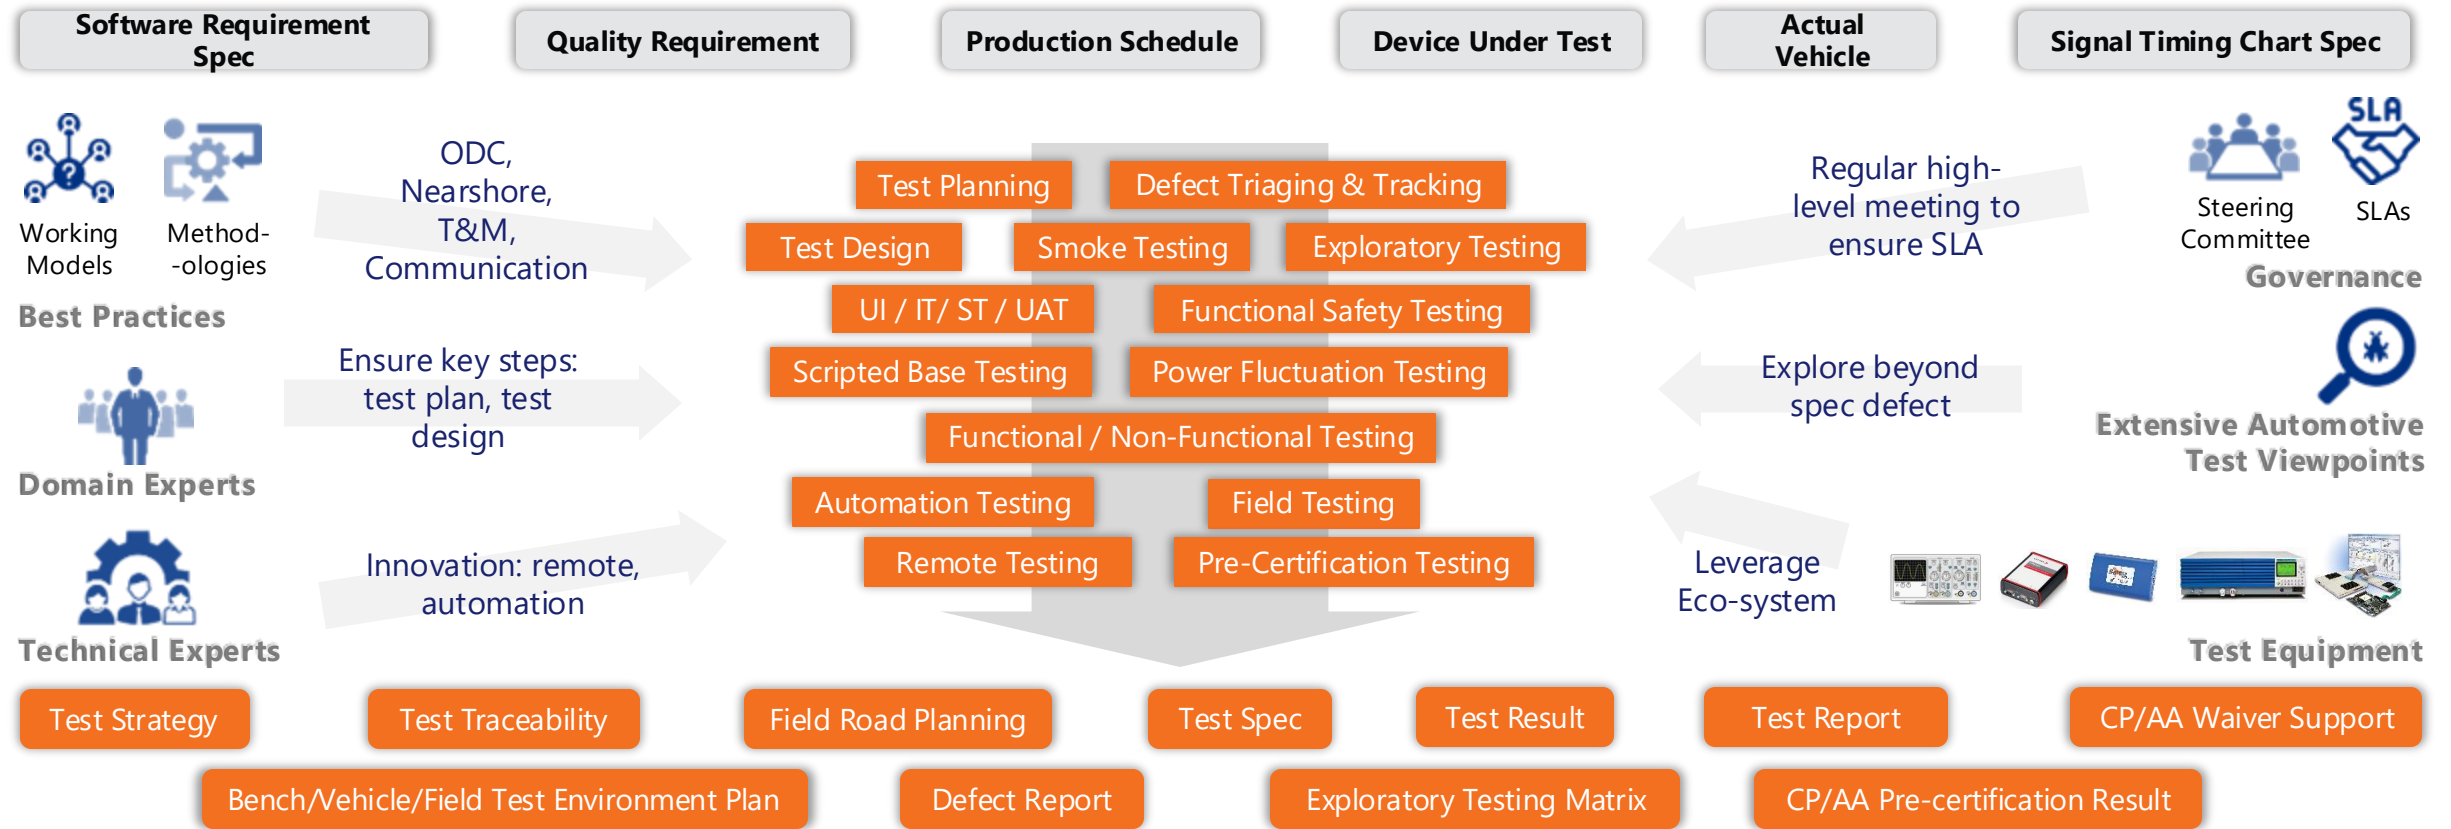 Software Requirement
Spec
Quality Requirement
Production Schedule
Device Under Test
Actual
Vehicle
Signal Timing Chart Spec
Working
Models
Method-
-ologies
Best Practices
ODC,
Nearshore,
T&M,
Communication
Domain Experts
Ensure key steps:
test plan, test
design
Technical Experts
Innovation: remote,
automation
Test Planning
Defect Triaging & Tracking
Test Design
Smoke Testing
Exploratory Testing
UI / IT/ ST / UAT
Functional Safety Testing
Scripted Base Testing
Power Fluctuation Testing
Functional / Non-Functional Testing
Automation Testing
Field Testing
Remote Testing
Pre-Certification Testing
Regular high-
level meeting to
ensure SLA
Steering
Committee
SLA
SLAs
Governance
Explore beyond
spec defect
Extensive Automotive
Test Viewpoints
Leverage
Eco-system
Test Equipment
Test Strategy
Test Traceability
Field Road Planning
Test Spec
Test Result
Test Report
CP/AA Waiver Support
Bench/Vehicle/Field Test Environment Plan
Defect Report
Exploratory Testing Matrix
CP/AA Pre-certification Result